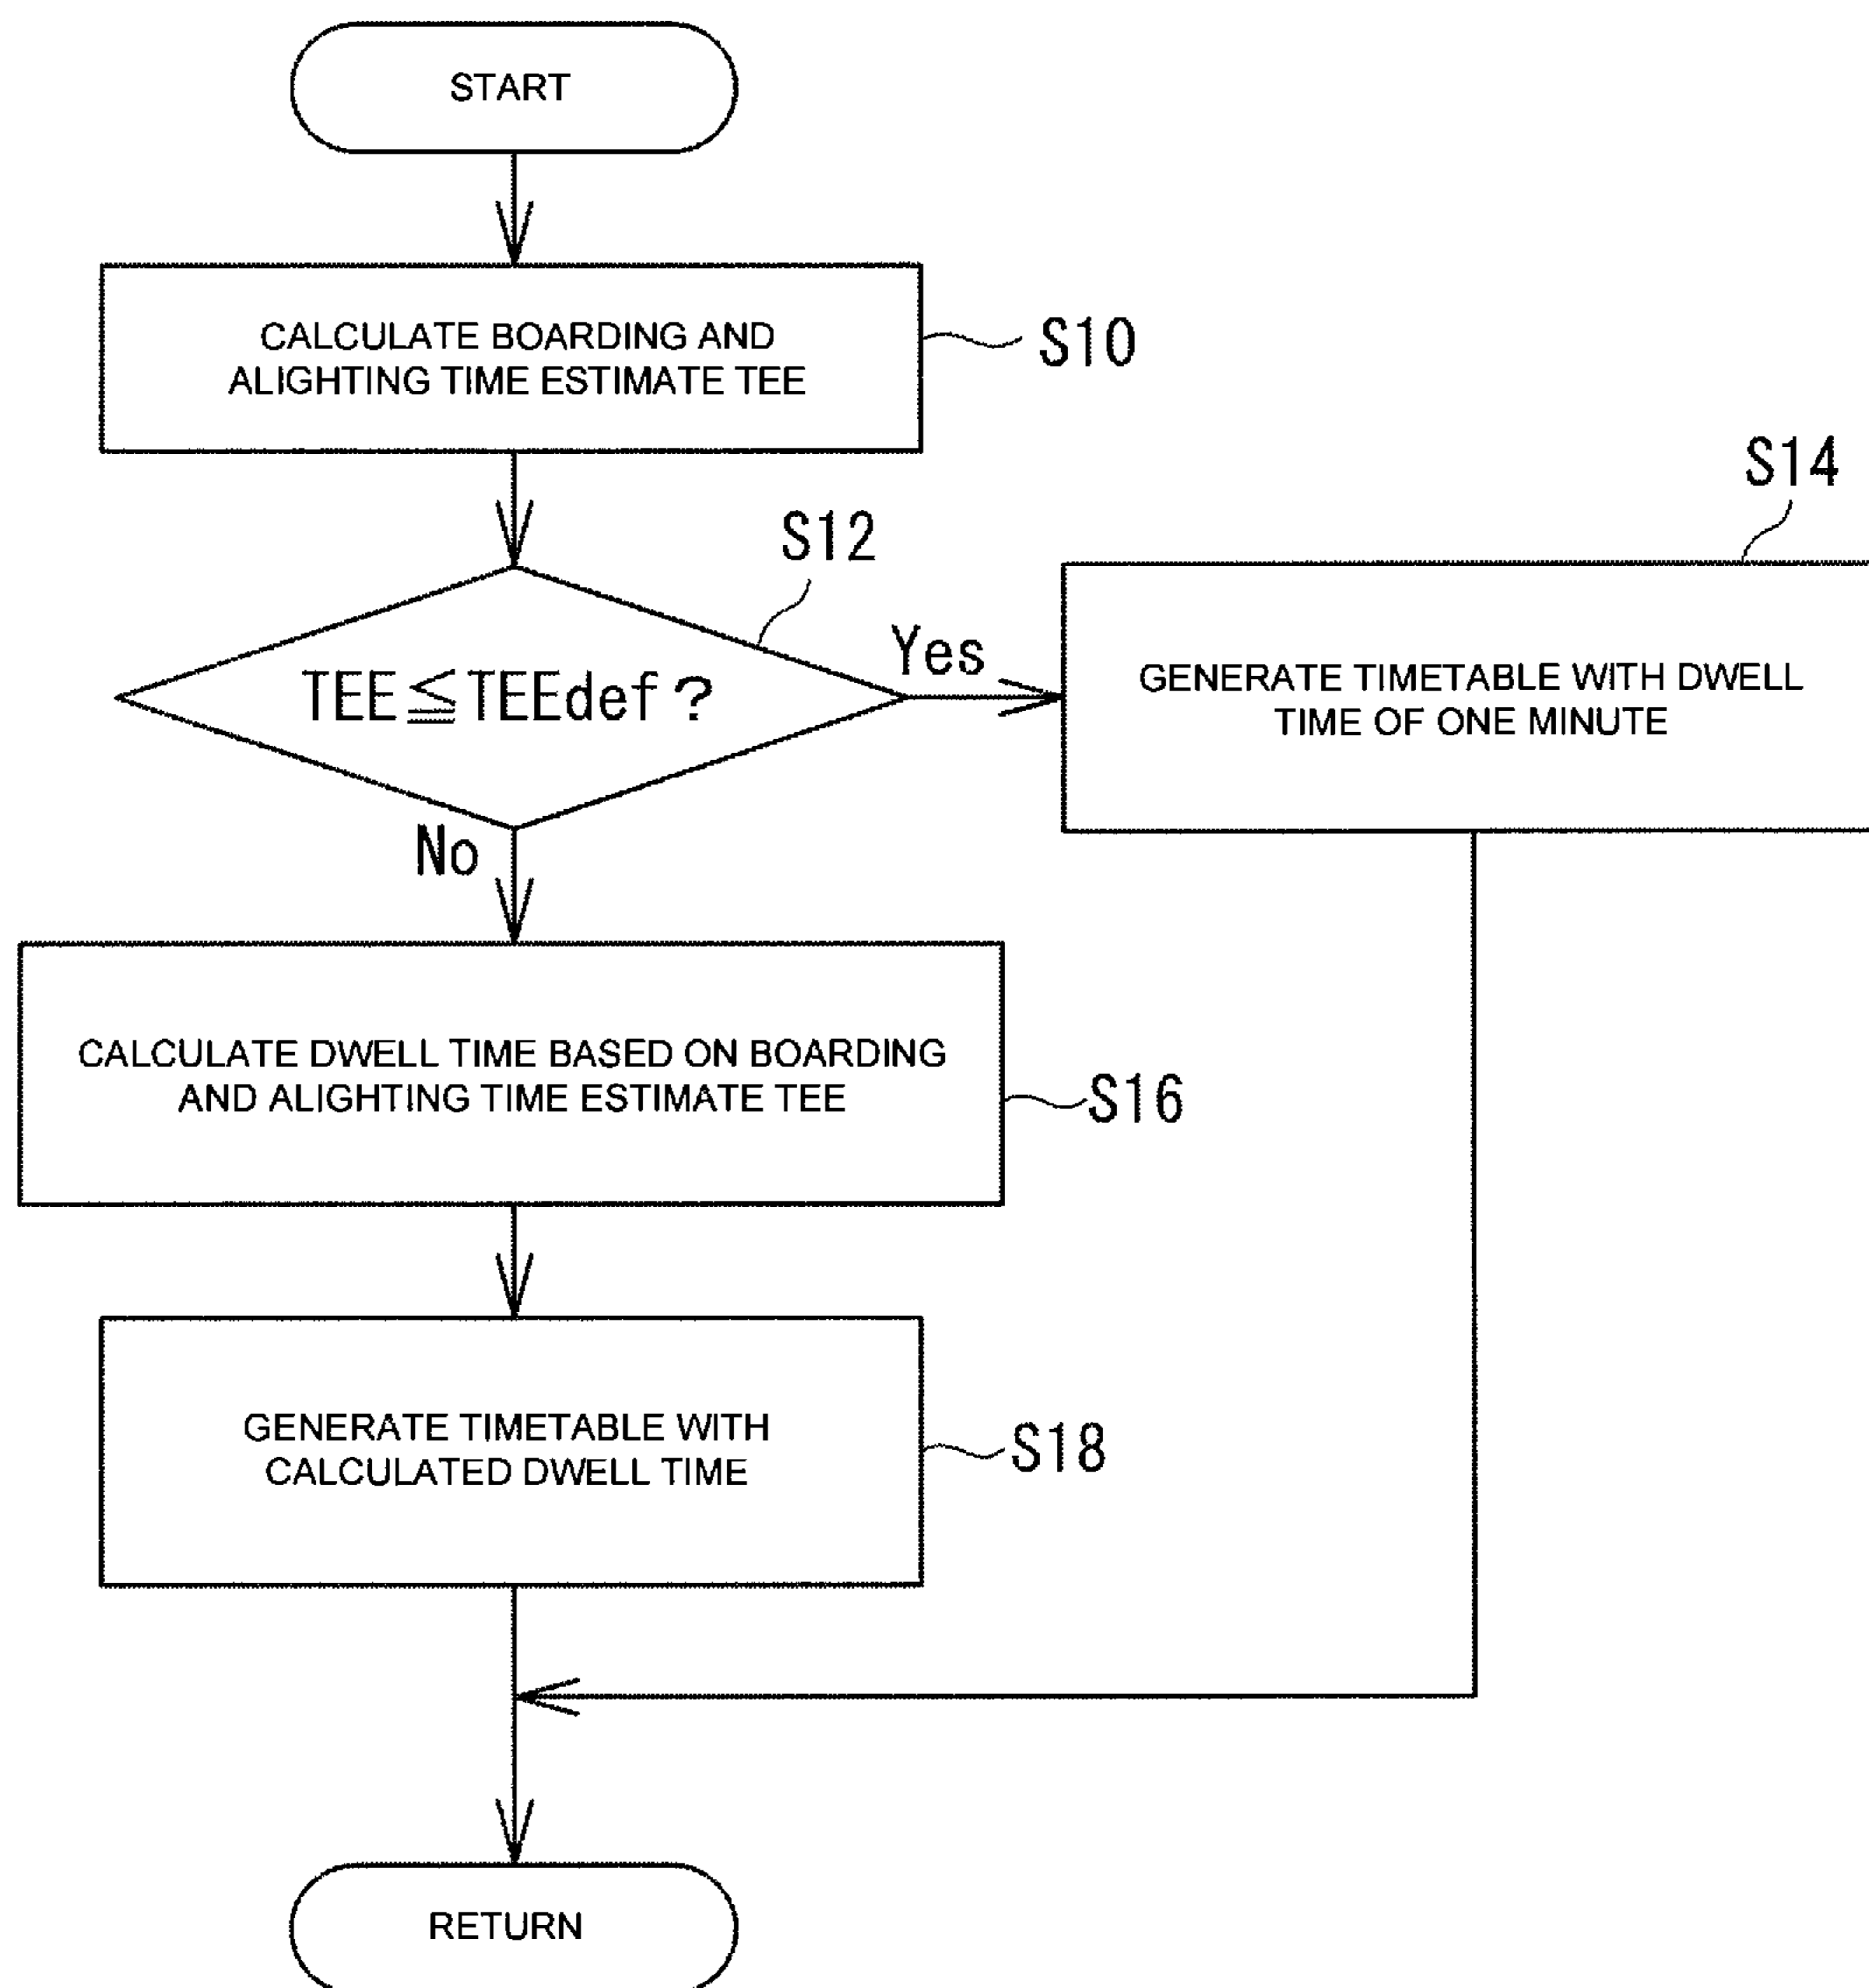 START
CALCULATE BOARDING AND
ALIGHTING TIME ESTIMATE TEE
S10
S12
TEE≦TEEdef?
Yes
S14
GENERATE TIMETABLE WITH DWELL
TIME OF ONE MINUTE
No
CALCULATE DWELL TIME BASED ON BOARDING
AND ALIGHTING TIME ESTIMATE TEE
S16
GENERATE TIMETABLE WITH
CALCULATED DWELL TIME
S18
RETURN